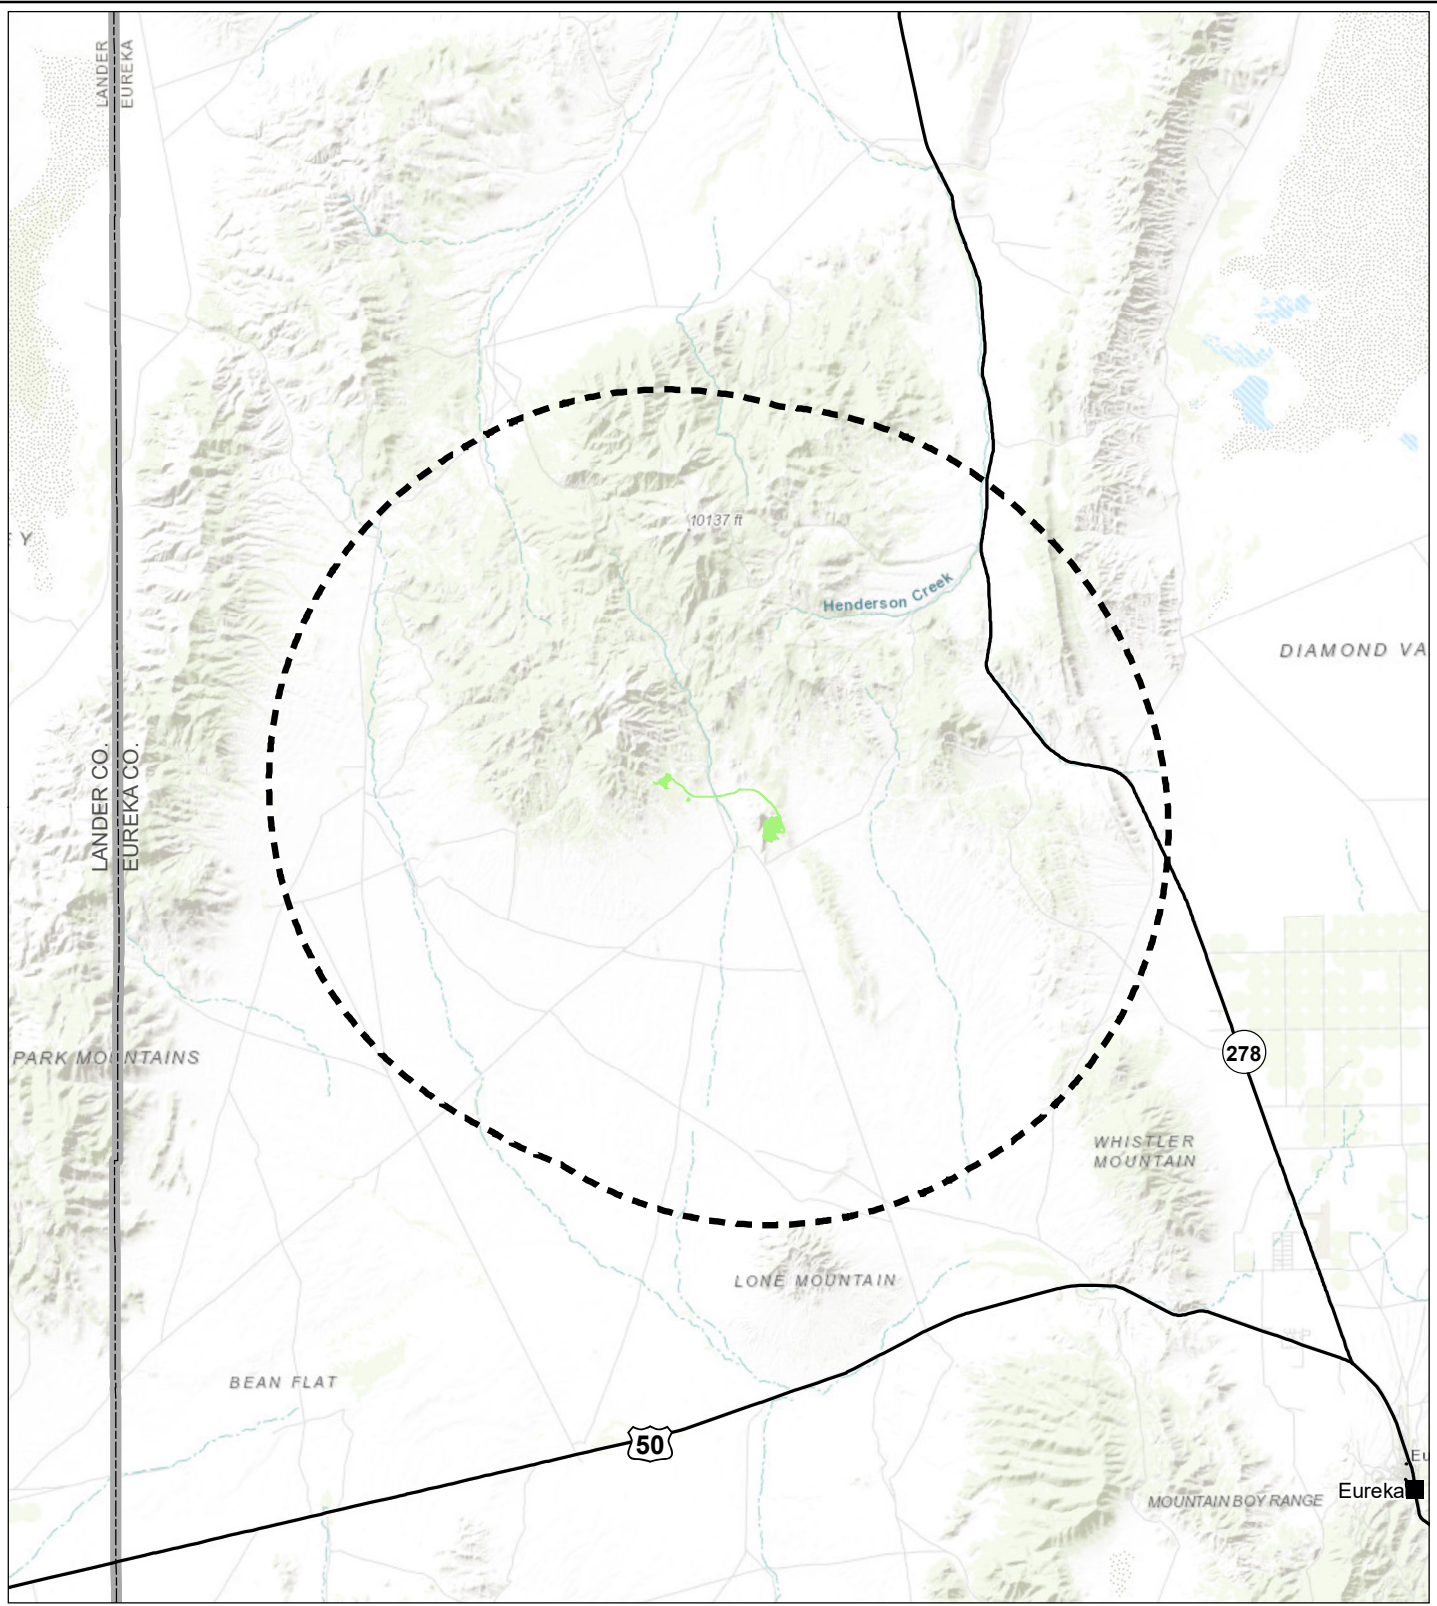 LANDER
EUREKA
10137 ft
Henderson Creek
EY
DIAMOND VA
LANDER CO.
EUREKA CO.
PARK MOUNTAINS
278
WHISTLER
MOUNTAIN
LONE MOUNTAIN
BEAN FLAT
50
Eu
Eureka
MOUNTAIN BOY RANGE